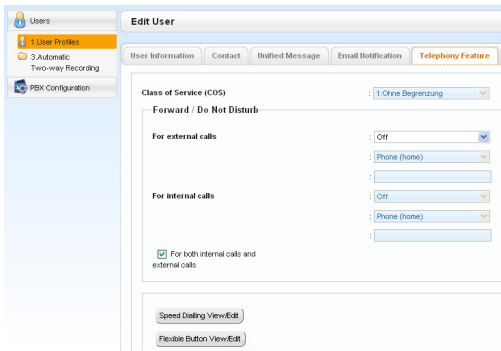 Users
Edit User
1.User Profiles
3.Automatic
Two-way Recording
PBX Configuration
User Information
Contact
Unified Message
Email Notification
Telephony Feature
Class of Service (COS)
: 1:Ohne Begrenzung
Forward / Do Not Disturb
For external calls
: Off
: Phone (home)
:
For internal calls
: Off
: Phone (home)
:
For both internal calls and
external calls
Speed Dialling View/Edit
Flexible Button View/Edit